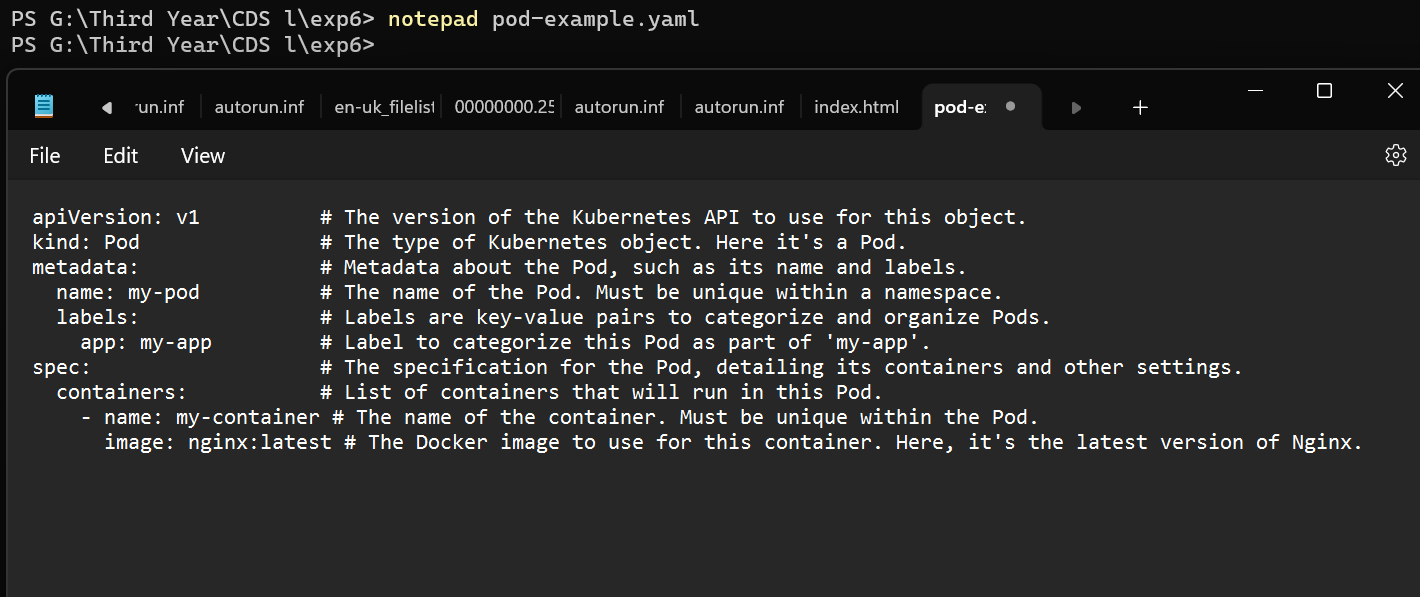 PS G:\Third Year\CDS l\exp6> notepad pod-example.yaml
PS G:\Third Year\CDS l\exp6>
run.inf autorun.inf en-uk_filelist 00000000.25 autorun.inf autorun.inf index.html pod-ex
File Edit View
apiVersion: v1 # The version of the Kubernetes API to use for this object.
kind: Pod # The type of Kubernetes object. Here it's a Pod.
metadata: # Metadata about the Pod, such as its name and labels.
name: my-pod # The name of the Pod. Must be unique within a namespace.
labels: # Labels are key-value pairs to categorize and organize Pods.
app: my-app # Label to categorize this Pod as part of 'my-app'.
spec: # The specification for the Pod, detailing its containers and other settings.
containers: # List of containers that will run in this Pod.
- name: my-container # The name of the container. Must be unique within the Pod.
image: nginx:latest # The Docker image to use for this container. Here, it's the latest version of Nginx.